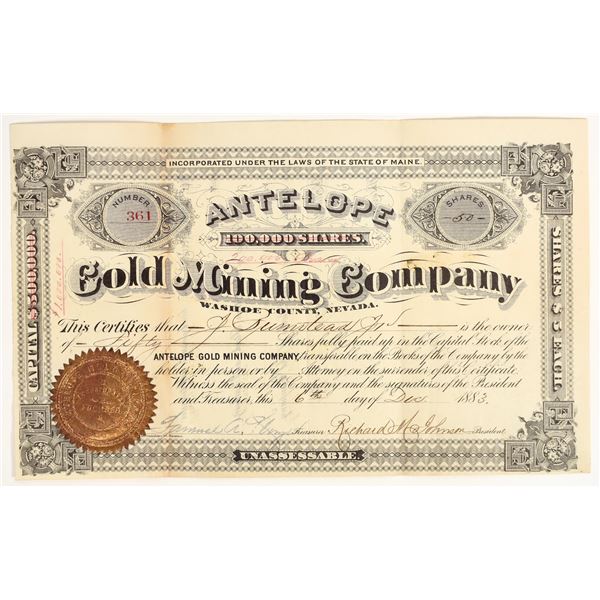 INCORPORATED UNDER THE LAWS OF THE STATE OF MAINE.
NUMBER
361
ANTELOPE
SHARES
50
100,000 SHARES.
Gold Mining Company
WASHOE COUNTY, NEVADA.
CAPITAL $500,000.
SHARES $5 EACH
This Certifies that J. is the owner
of Fifty Shares fully paid up in the Capital Stock of the
ANTELOPE GOLD MINING COMPANY, transferable on the Books of the Company by the
holder in person or by Attorney on the surrender of this Certificate.
Witness the seal of the Company and the signatures of the President
and Treasurer, this 6th day of Dec. 1883.
Samuel Treasurer. Richard M. Johnson President.
UNASSESSABLE.